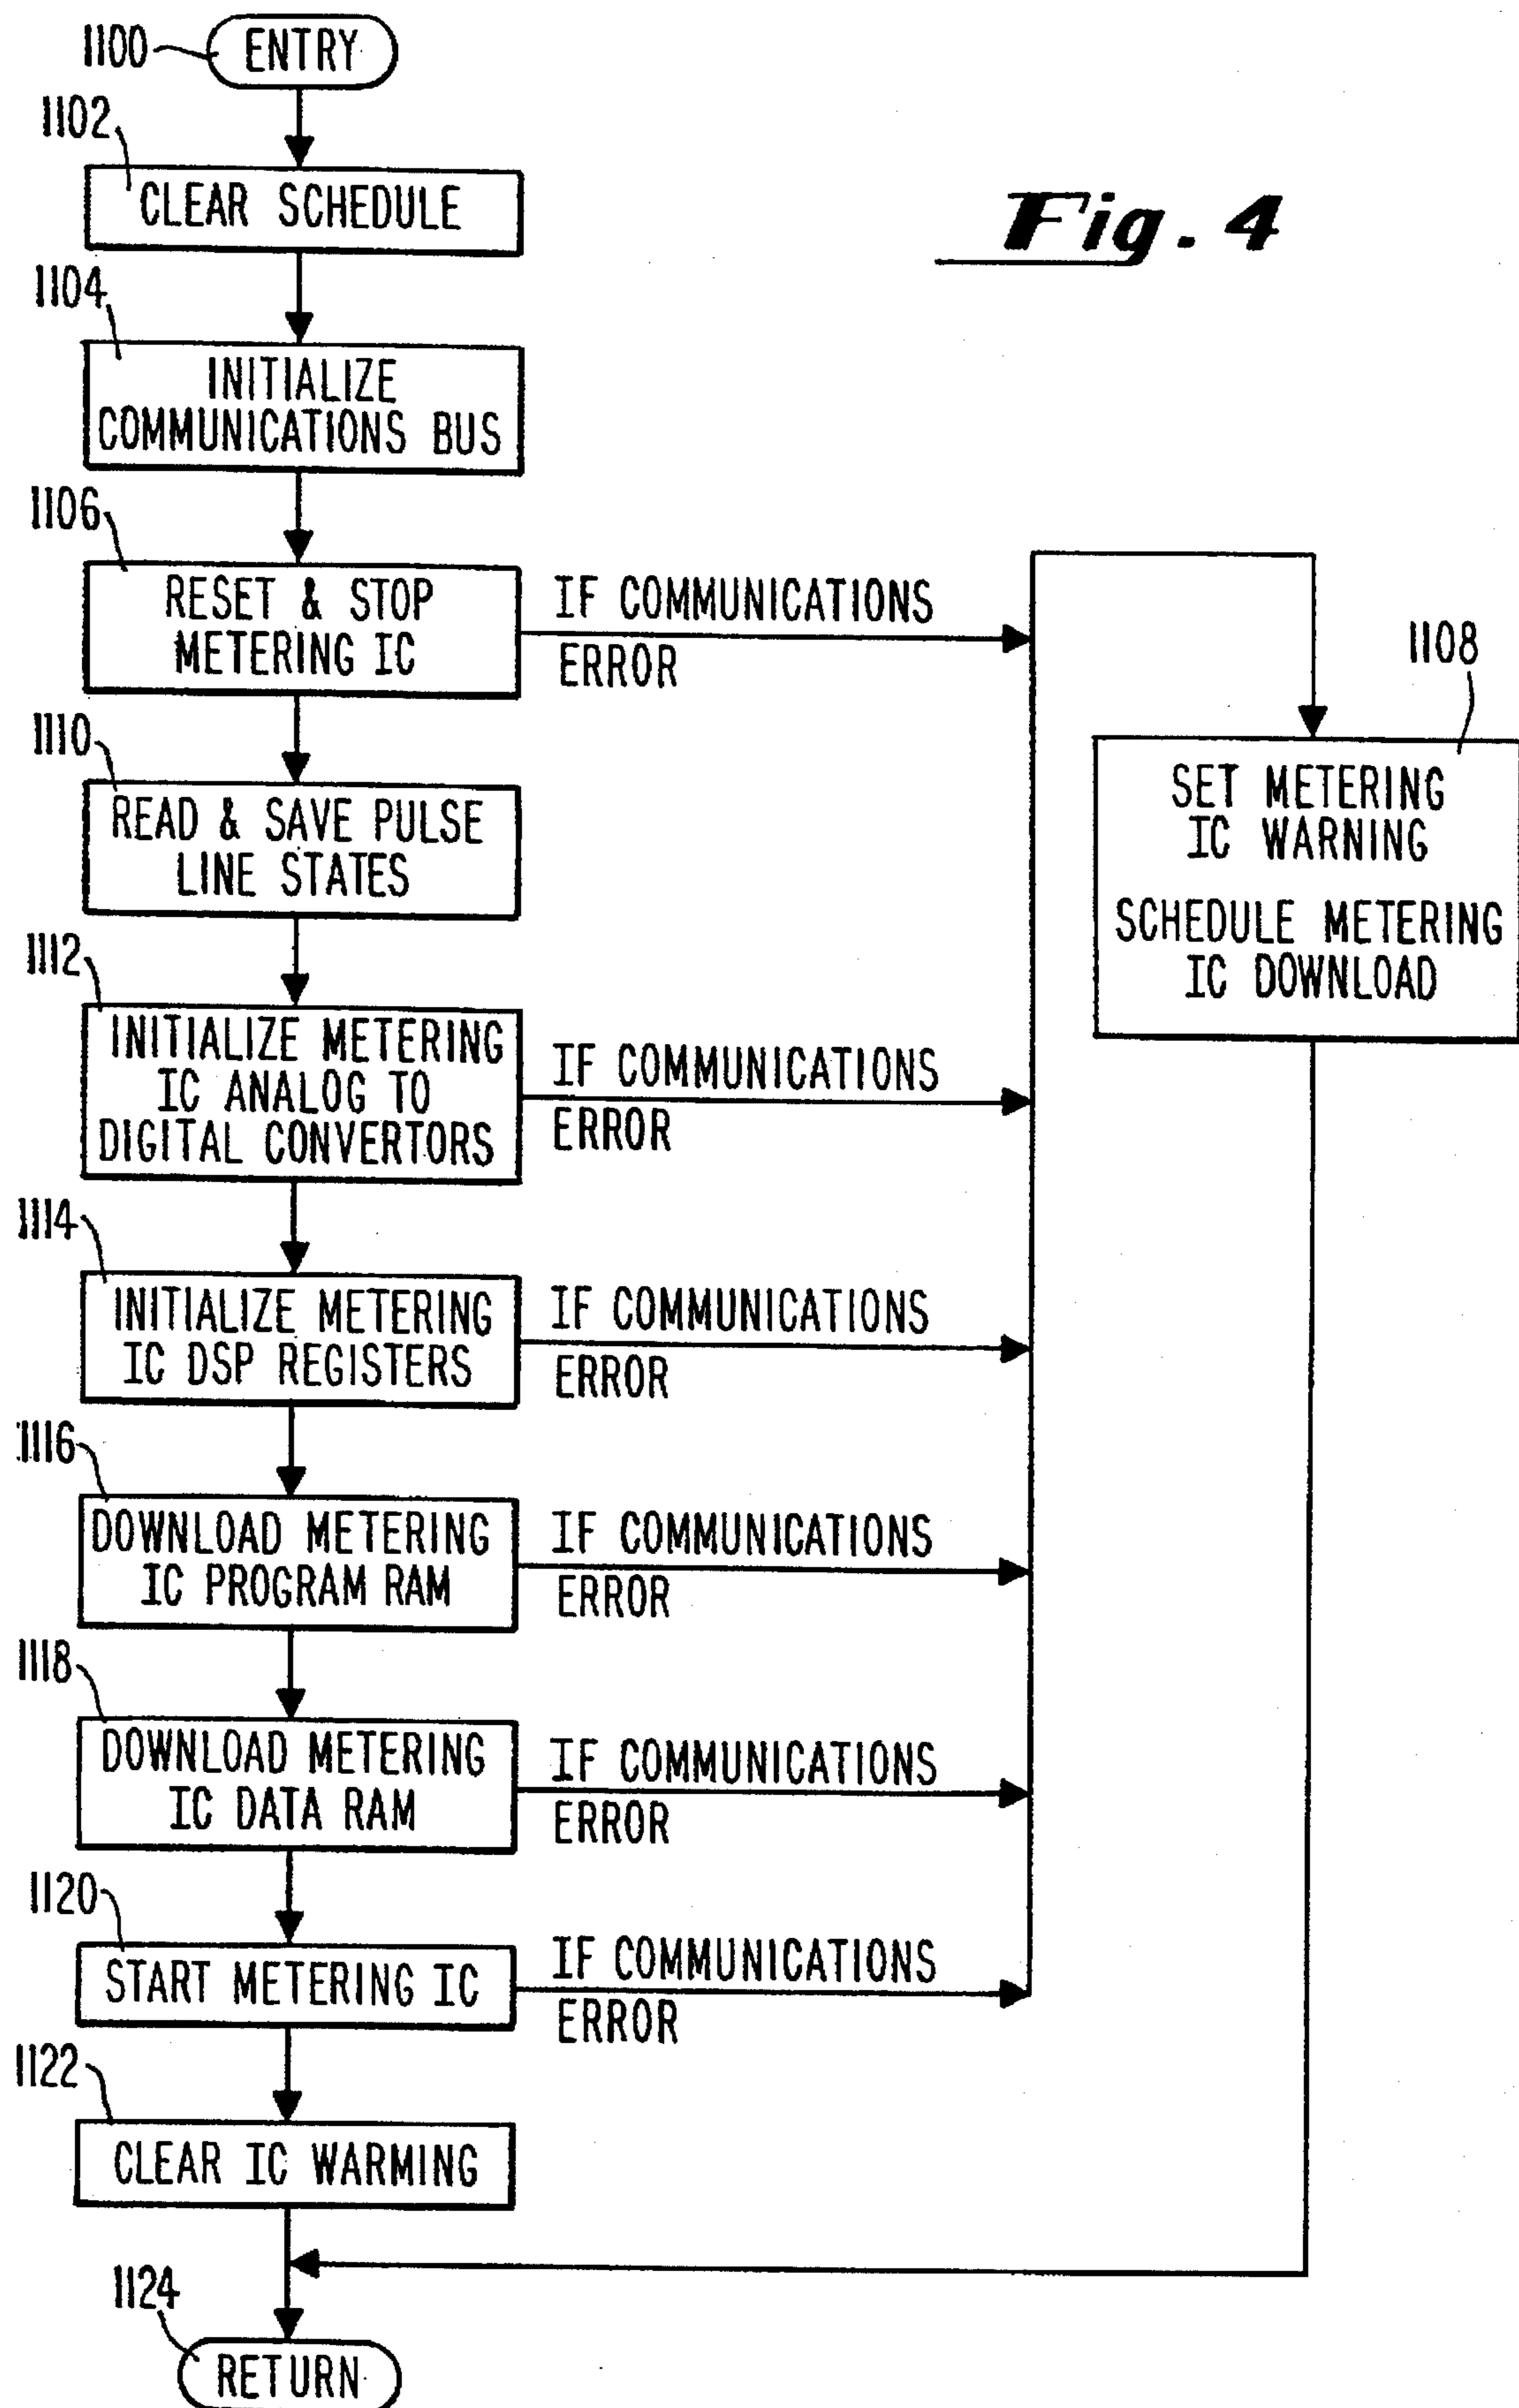 1100
ENTRY
1102
CLEAR SCHEDULE
Fig. 4
1104
INITIALIZE
COMMUNICATIONS BUS
1106
RESET & STOP
METERING IC
IF COMMUNICATIONS
ERROR
1108
SET METERING
IC WARNING
SCHEDULE METERING
IC DOWNLOAD
1110
READ & SAVE PULSE
LINE STATES
1112
INITIALIZE METERING
IC ANALOG TO
DIGITAL CONVERTORS
IF COMMUNICATIONS
ERROR
1114
INITIALIZE METERING
IC DSP REGISTERS
IF COMMUNICATIONS
ERROR
1116
DOWNLOAD METERING
IC PROGRAM RAM
IF COMMUNICATIONS
ERROR
1118
DOWNLOAD METERING
IC DATA RAM
IF COMMUNICATIONS
ERROR
1120
START METERING IC
IF COMMUNICATIONS
ERROR
1122
CLEAR IC WARMING
1124
RETURN